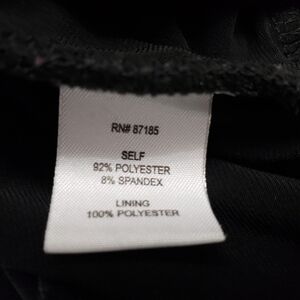 RN# 87185
SELF
92% POLYESTER
8% SPANDEX
LINING
100% POLYESTER